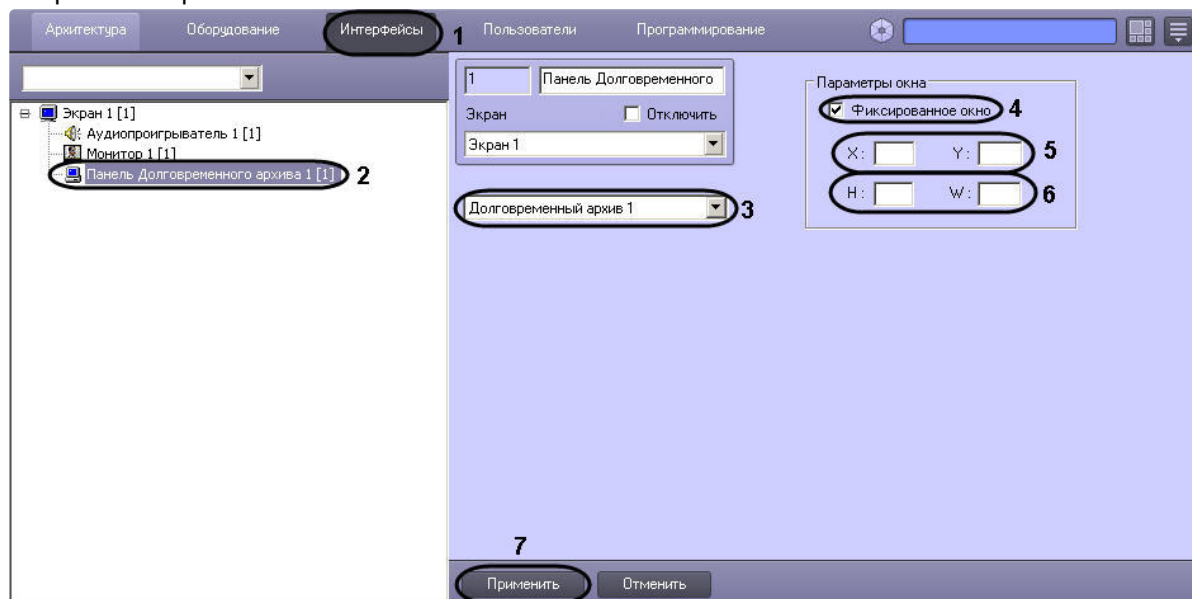 Архитектура Оборудование Интерфейсы 1 Пользователи Программирование
1 Панель Долговременного
Экран Отключить
Экран 1
Экран 1 [1]
Аудиопроигрыватель 1 [1]
Монитор 1 [1]
Панель Долговременного архива 1 [1] 2
Долговременный архив 1 3
Параметры окна
Фиксированное окно 4
X: Y: 5
H: W: 6
7
Применить Отменить